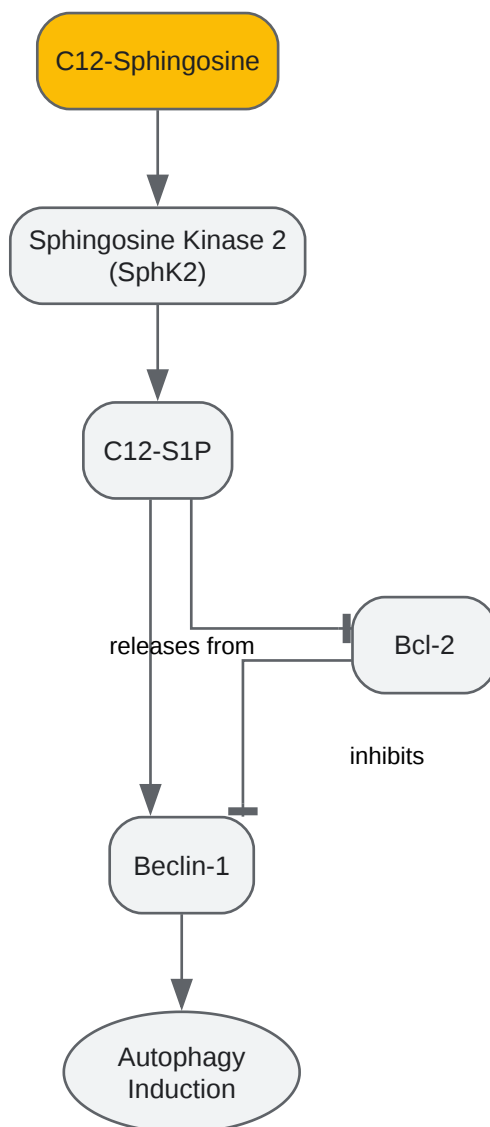 C12-Sphingosine
Sphingosine Kinase 2
(SphK2)
C12-S1P
releases from
Bcl-2
inhibits
Beclin-1
Autophagy
Induction